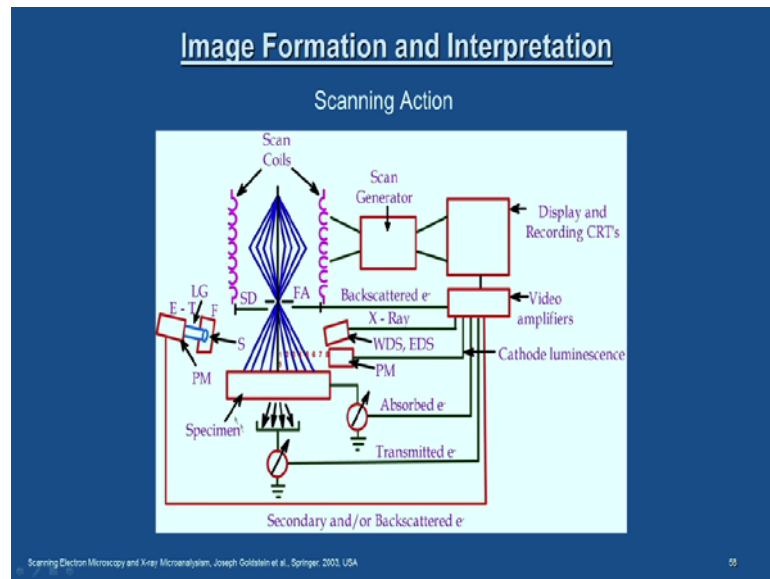 Image Formation and Interpretation
Scanning Action
Scan
Coils
Scan
Generator
Display and
Recording CRT's
LG
E - T
F
SD
FA
Backscattered e-
Video
amplifiers
X - Ray
S
WDS, EDS
PM
PM
Cathode luminescence
Absorbed e-
Specimen
Transmitted e-
Secondary and/or Backscattered e-
Scanning Electron Microscopy and X-ray Microanalysism, Joseph Goldstein et al., Springer, 2003, USA